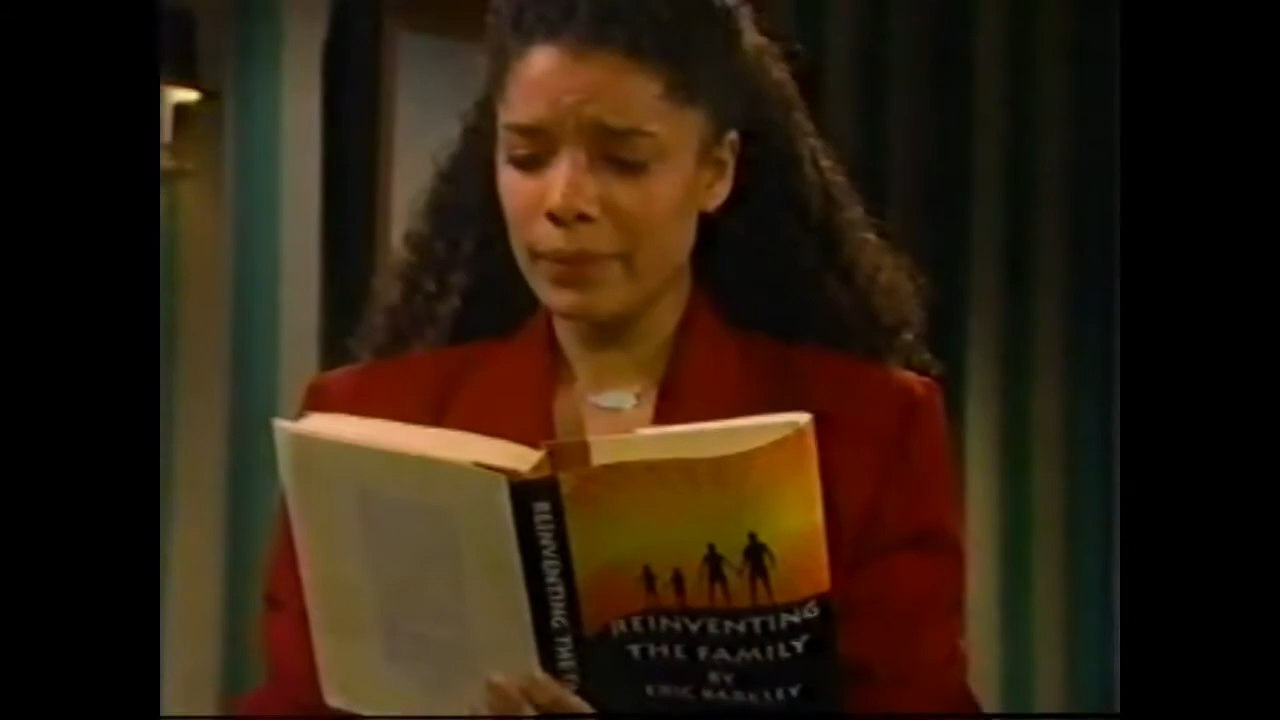 REINVENTING THE
REINVENTING
THE FAMILY
BY
ERIC BARKLEY